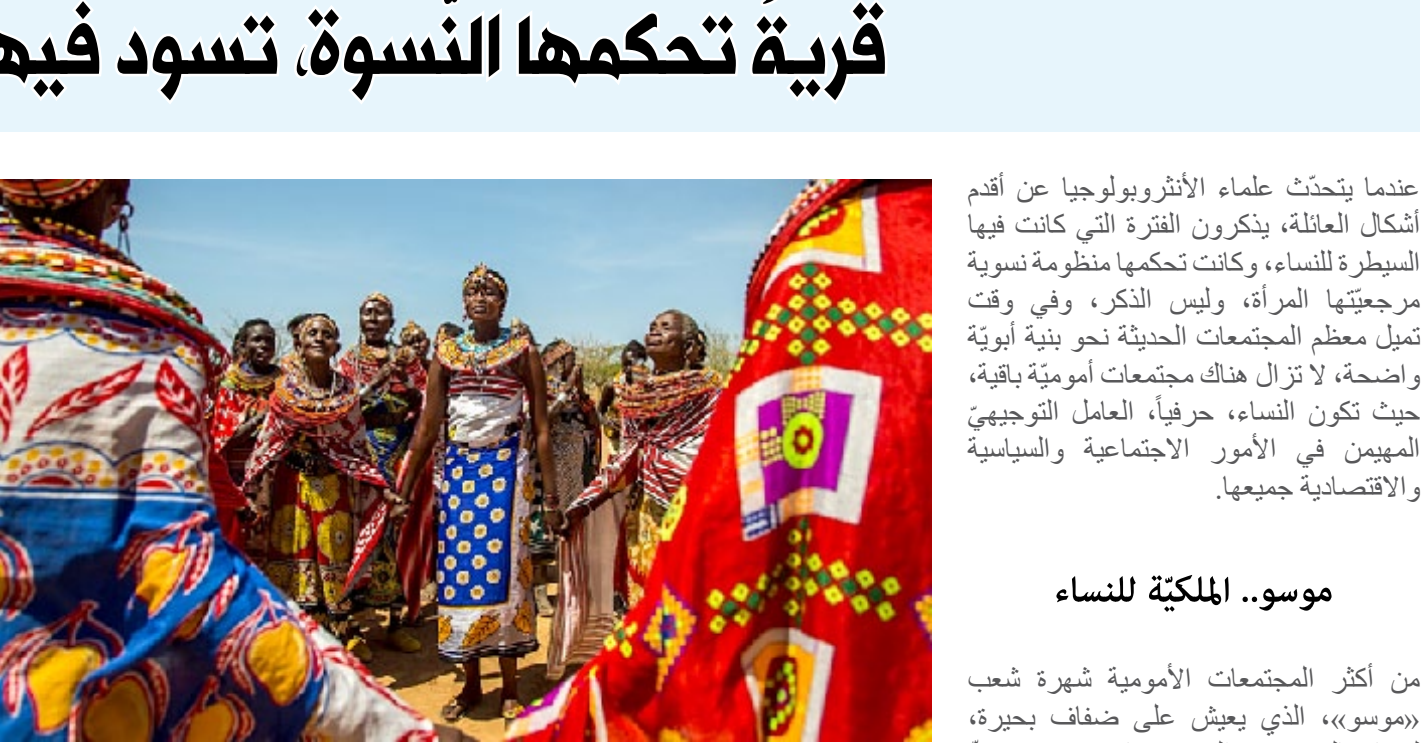 قريةٌ تحكمها النّسوة، تسود
عندما يتحدّث علماء الأنثروبولوجيا عن أقدم
أشكال العائلة، يذكرون الفترة التي كانت فيها
السيطرة للنساء، وكانت تحكمها منظومة نسوية
مرجعيّتها المرأة، وليس الذكر، وفي وقت
تميل معظم المجتمعات الحديثة نحو بنية أبويّة
واضحة، لا تزال هناك مجتمعات أموميّة باقية،
حيث تكون النساء، حرفياً، العامل التوجيهيّ
المهيمن في الأمور الاجتماعية والسياسية
والاقتصادية جميعها.
موسو.. الملكيّة للنساء
من أكثر المجتمعات الأمومية شهرة شعب
«موسو»، الذي يعيش على ضفاف بحيرة،